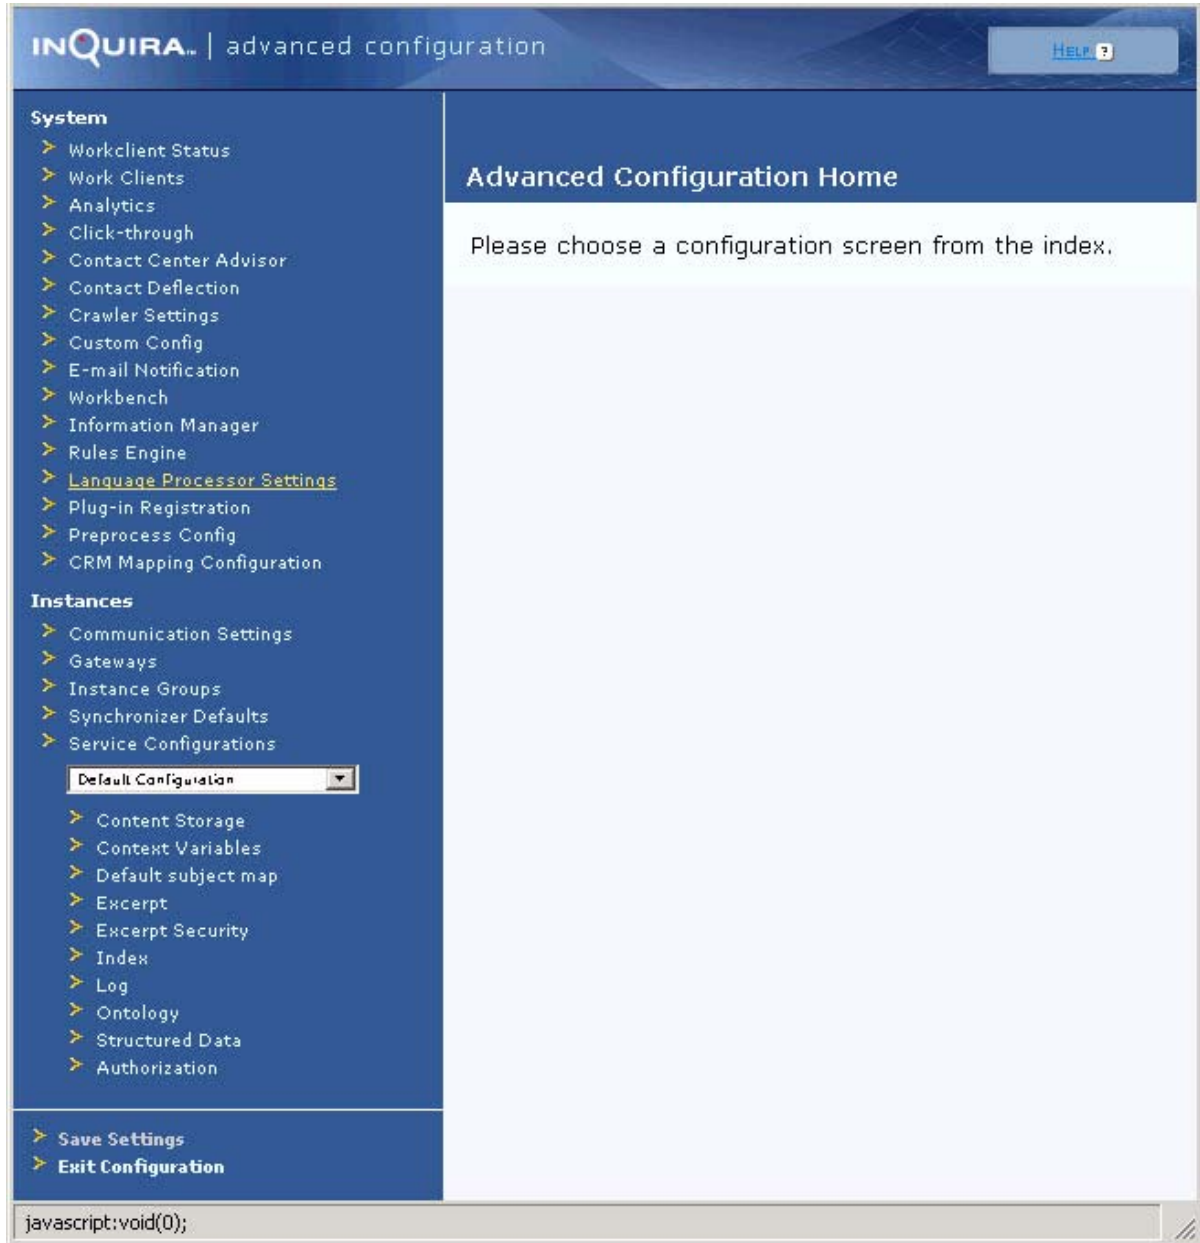 INQUIRA™ | advanced configuration
HELP ?
System
Workclient Status
Work Clients
Analytics
Click-through
Contact Center Advisor
Contact Deflection
Crawler Settings
Custom Config
E-mail Notification
Workbench
Information Manager
Rules Engine
Language Processor Settings
Plug-in Registration
Preprocess Config
CRM Mapping Configuration
Instances
Communication Settings
Gateways
Instance Groups
Synchronizer Defaults
Service Configurations
Default Configuration
Content Storage
Context Variables
Default subject map
Excerpt
Excerpt Security
Index
Log
Ontology
Structured Data
Authorization
Save Settings
Exit Configuration
Advanced Configuration Home
Please choose a configuration screen from the index.
javascript:void(0);